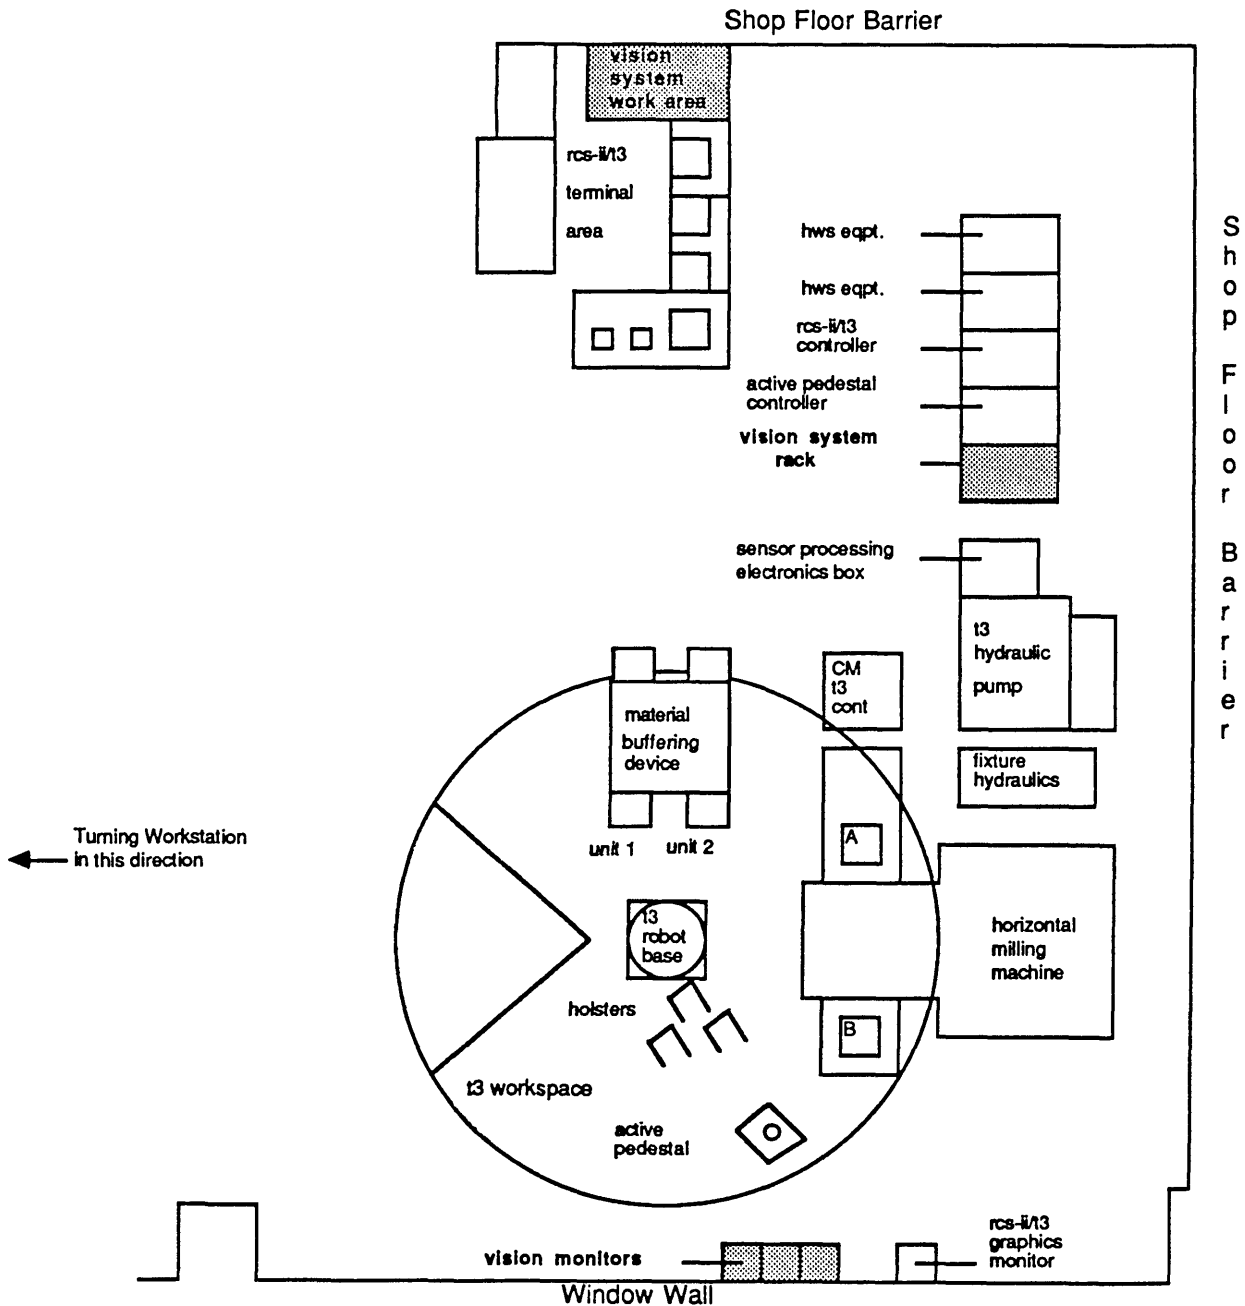 Shop Floor Barrier
vision
system
work area
rcs-ii/t3
terminal
area
hws eqpt.
hws eqpt.
rcs-ii/t3
controller
active pedestal
controller
vision system
rack
Shop Floor Barrier
sensor processing
electronics box
t3
hydraulic
pump
CM
t3
cont
material
buffering
device
fixture
hydraulics
unit 1 unit 2
A
Turning Workstation
in this direction
t3
robot
base
horizontal
milling
machine
holsters
B
t3 workspace
active
pedestal
rcs-ii/t3
graphics
monitor
vision monitors
Window Wall